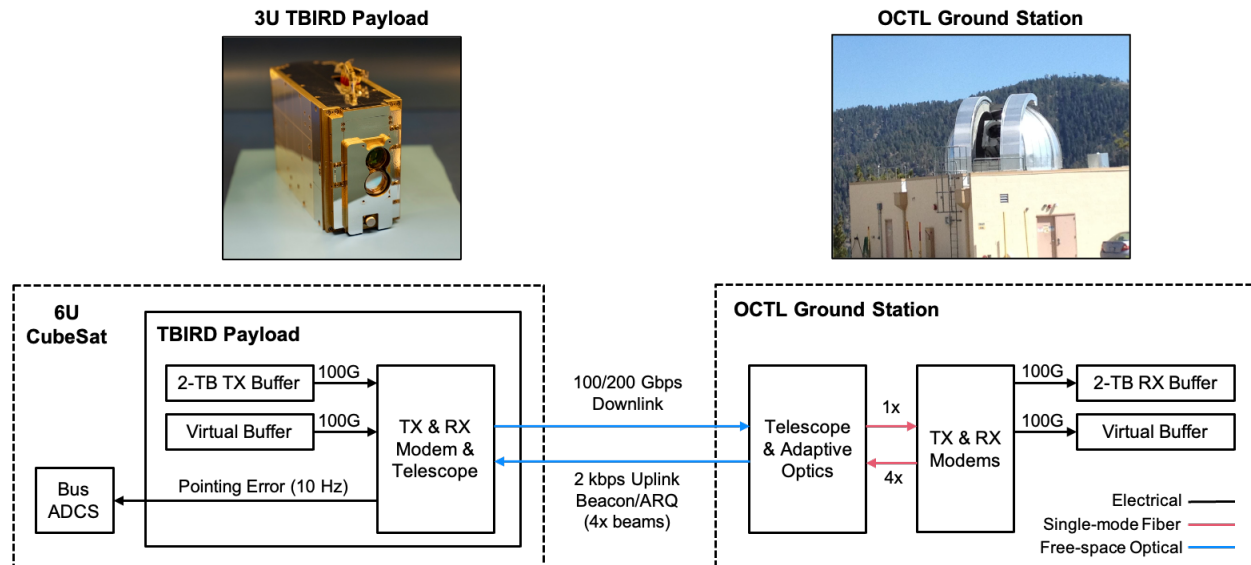 3U TBIRD Payload
OCTL Ground Station
6U
CubeSat
TBIRD Payload
2-TB TX Buffer
100G
Virtual Buffer
100G
TX & RX
Modem &
Telescope
Bus
ADCS
Pointing Error (10 Hz)
100/200 Gbps
Downlink
2 kbps Uplink
Beacon/ARQ
(4x beams)
OCTL Ground Station
Telescope
& Adaptive
Optics
1x
4x
TX & RX
Modems
100G
2-TB RX Buffer
100G
Virtual Buffer
Electrical
Single-mode Fiber
Free-space Optical